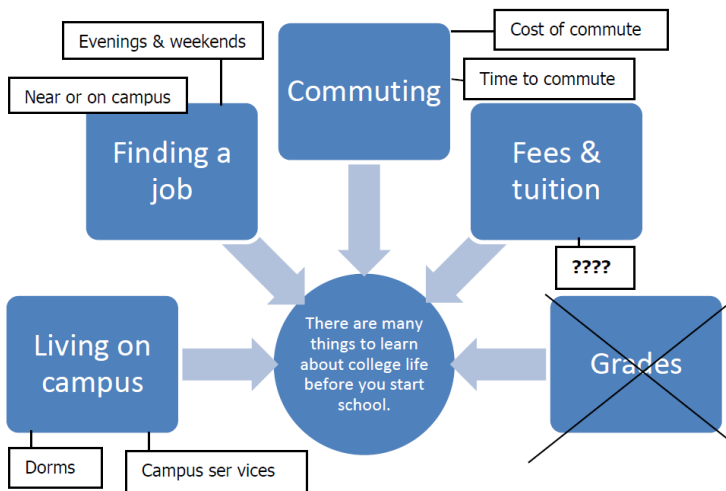 Evenings & weekends
Cost of commute
Commuting
Time to commute
Near or on campus
Finding a
job
Fees &
tuition
????
There are many
things to learn
about college life
before you start
school.
Living on
campus
Grades
Dorms
Campus ser vices